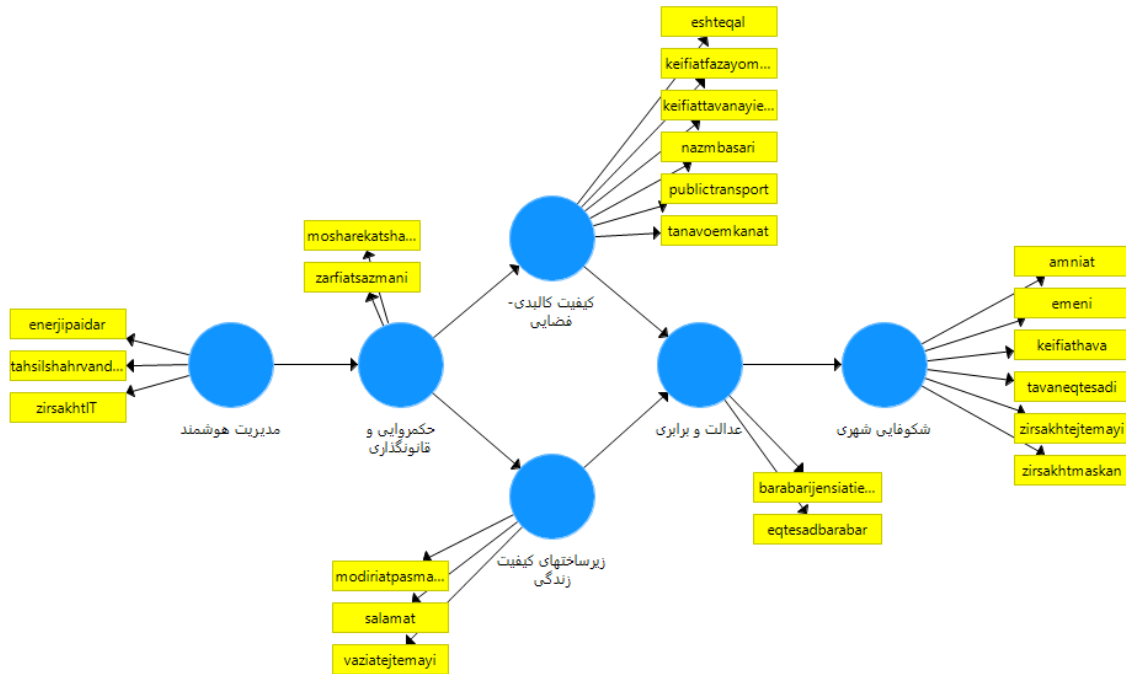 eshteqal
keifiatfazayom...
keifiattavanayie...
nazmbasari
publictransport
tanavoemkanat
کیفیت کالبدی-
فضایی
mosharekatsha...
zarfiatsazmani
enerjipaidar
tahsilshahrvand...
zirsakhtIT
مدیریت هوشمند
حکمروایی و
قانونگذاری
عدالت و برابری
شکوفایی شهری
amniat
emeni
keifiathava
tavaneqtesadi
zirsakhtejtemayi
zirsakhtmaskan
barabarijensiatie...
eqtesadbarabar
زیرساختهای کیفیت
زندگی
modiriatpasma...
salamat
vaziatejtemayi